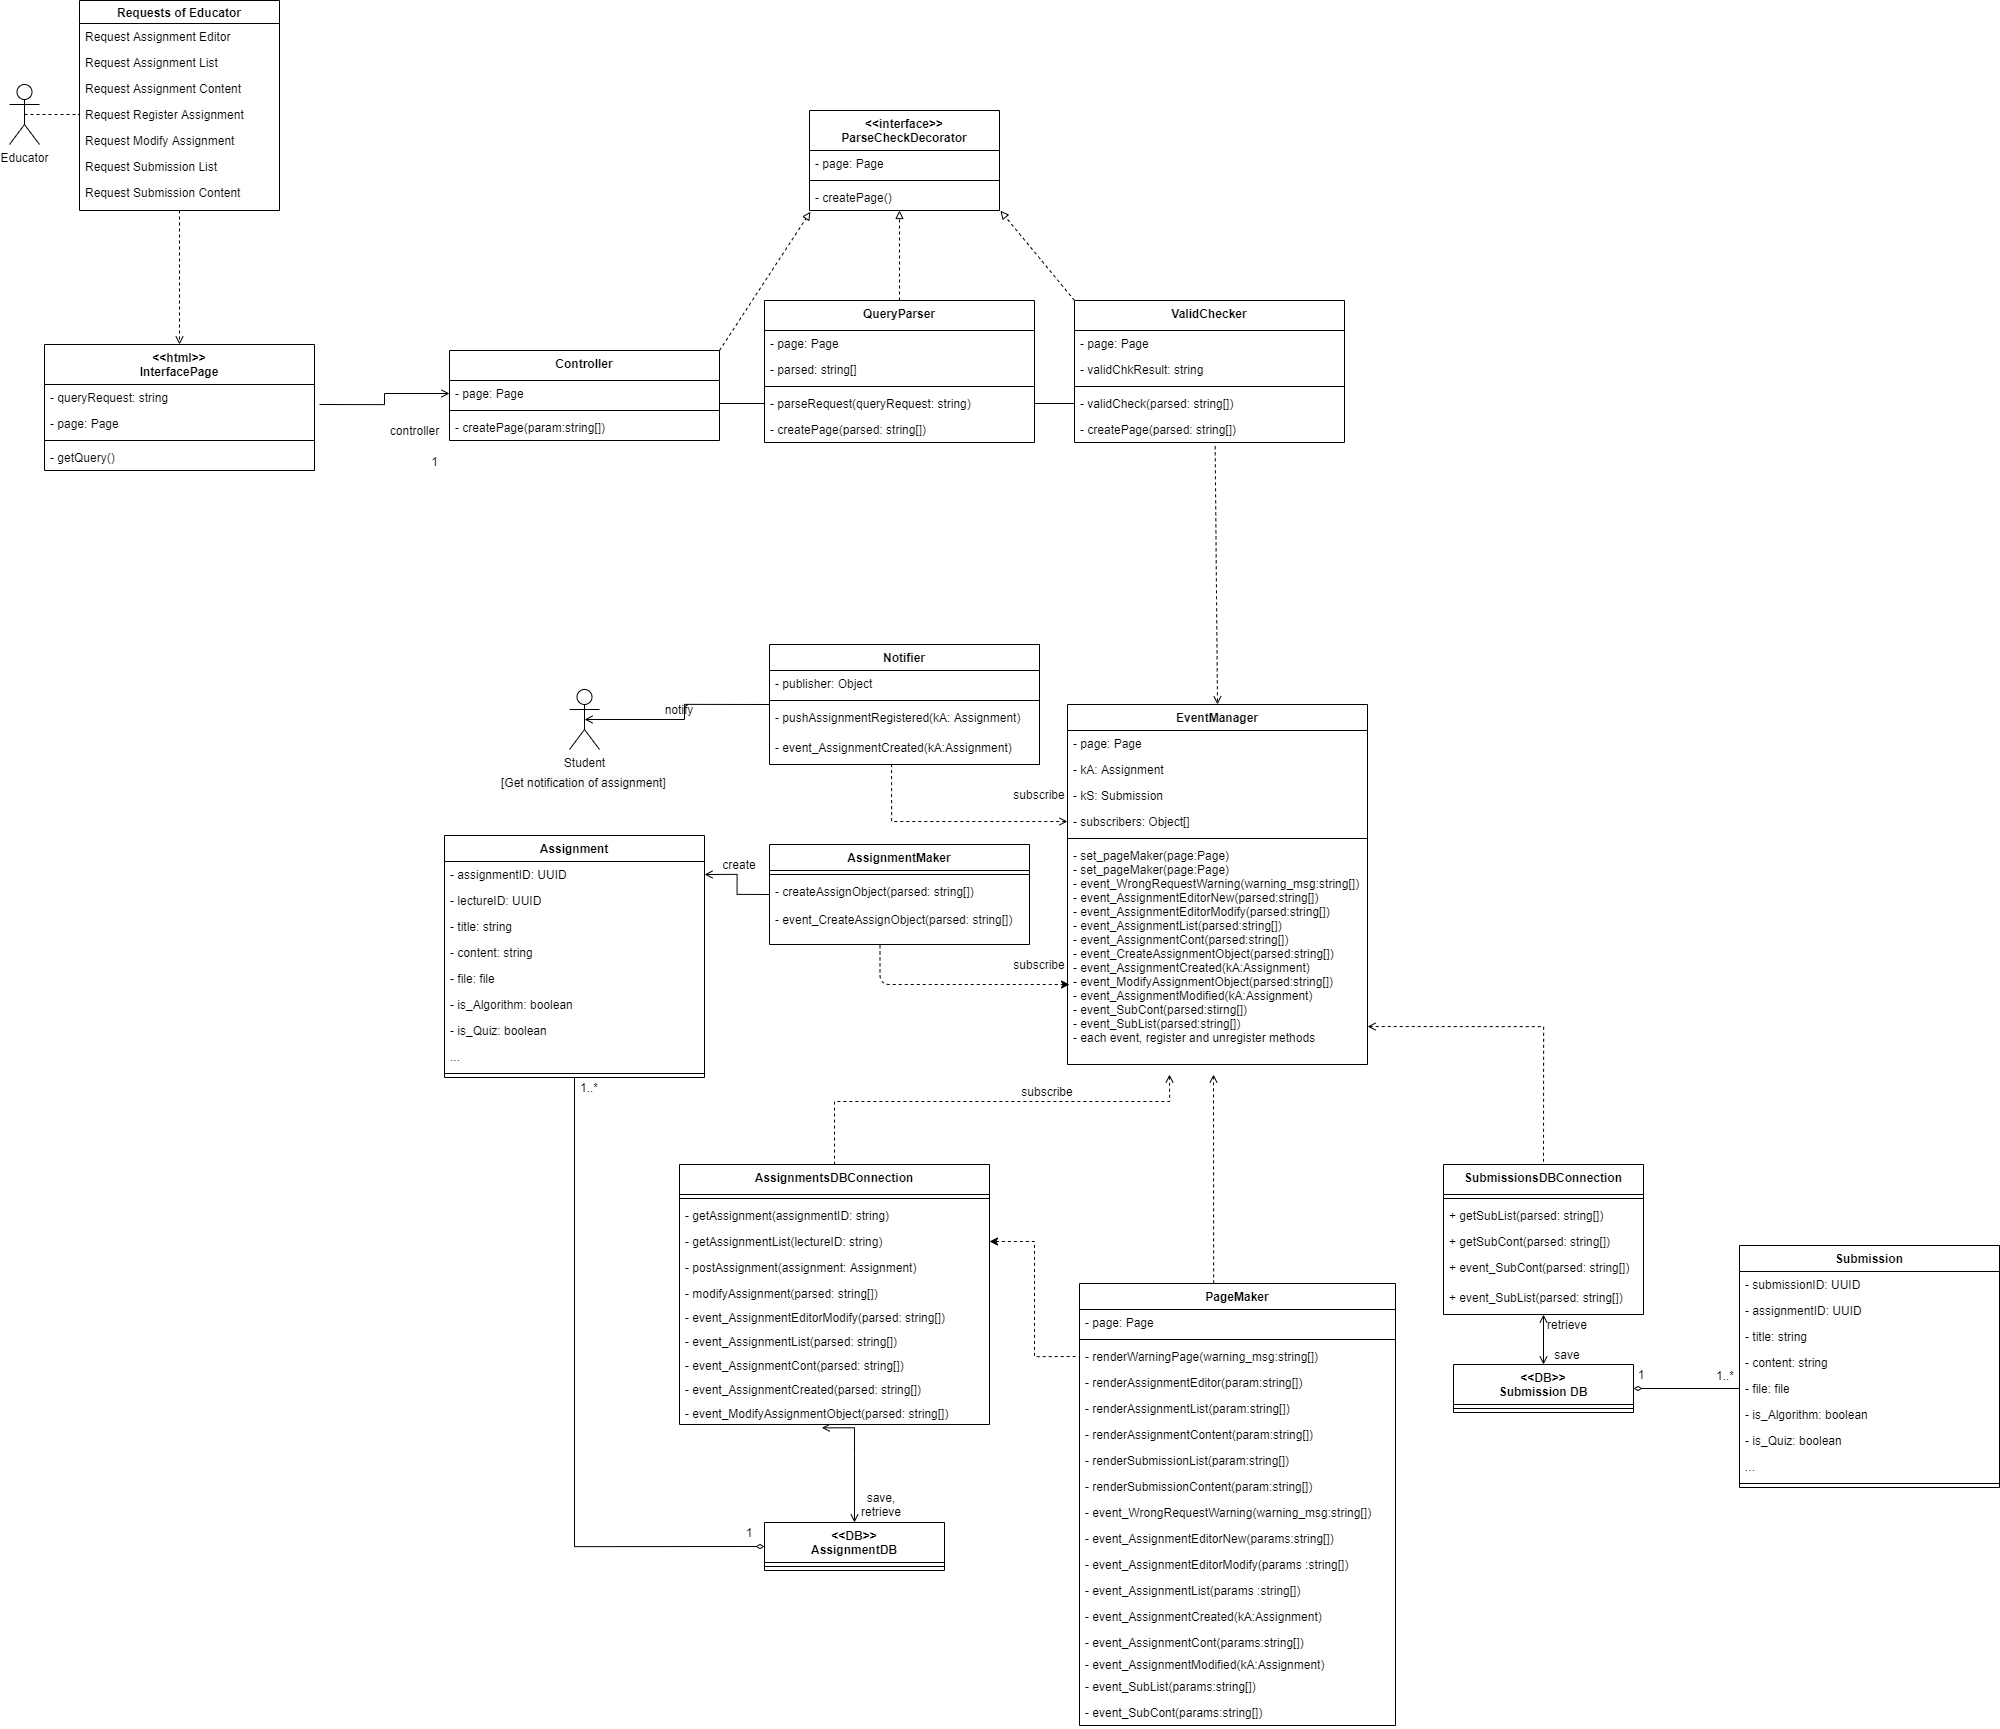 Requests of Educator
Request Assignment Editor
Request Assignment List
Request Assignment Content
Request Register Assignment
Request Modify Assignment
Request Submission List
Request Submission Content
Educator
<<interface>>
ParseCheckDecorator
- page: Page
- createPage()
<<html>>
InterfacePage
- queryRequest: string
- page: Page
- getQuery()
controller
1
Controller
- page: Page
- createPage(param:string[])
QueryParser
- page: Page
- parsed: string[]
- parseRequest(queryRequest: string)
- createPage(parsed: string[])
ValidChecker
- page: Page
- validChkResult: string
- validCheck(parsed: string[])
- createPage(parsed: string[])
Notifier
- publisher: Object
- pushAssignmentRegistered(kA: Assignment)
- event_AssignmentCreated(kA:Assignment)
notify
Student
[Get notification of assignment]
subscribe
EventManager
- page: Page
- kA: Assignment
- kS: Submission
- subscribers: Object[]
- set_pageMaker(page:Page)
- set_pageMaker(page:Page)
- event_WrongRequestWarning(warning_msg:string[])
- event_AssignmentEditorNew(parsed:string[])
- event_AssignmentEditorModify(parsed:string[])
- event_AssignmentList(parsed:string[])
- event_AssignmentCont(parsed:string[])
- event_CreateAssignmentObject(parsed:string[])
- event_AssignmentCreated(kA:Assignment)
- event_ModifyAssignmentObject(parsed:string[])
- event_AssignmentModified(kA:Assignment)
- event_SubCont(parsed:stirng[])
- event_SubList(parsed:string[])
- each event, register and unregister methods
Assignment
- assignmentID: UUID
- lectureID: UUID
- title: string
- content: string
- file: file
- is_Algorithm: boolean
- is_Quiz: boolean
...
1..*
create
AssignmentMaker
- createAssignObject(parsed: string[])
- event_CreateAssignObject(parsed: string[])
subscribe
subscribe
AssignmentsDBConnection
- getAssignment(assignmentID: string)
- getAssignmentList(lectureID: string)
- postAssignment(assignment: Assignment)
- modifyAssignment(parsed: string[])
- event_AssignmentEditorModify(parsed: string[])
- event_AssignmentList(parsed: string[])
- event_AssignmentCont(parsed: string[])
- event_AssignmentCreated(parsed: string[])
- event_ModifyAssignmentObject(parsed: string[])
save,
retrieve
1
<<DB>>
AssignmentDB
PageMaker
- page: Page
- renderWarningPage(warning_msg:string[])
- renderAssignmentEditor(param:string[])
- renderAssignmentList(param:string[])
- renderAssignmentContent(param:string[])
- renderSubmissionList(param:string[])
- renderSubmissionContent(param:string[])
- event_WrongRequestWarning(warning_msg:string[])
- event_AssignmentEditorNew(params:string[])
- event_AssignmentEditorModify(params :string[])
- event_AssignmentList(params :string[])
- event_AssignmentCreated(kA:Assignment)
- event_AssignmentCont(params:string[])
- event_AssignmentModified(kA:Assignment)
- event_SubList(params:string[])
- event_SubCont(params:string[])
SubmissionsDBConnection
+ getSubList(parsed: string[])
+ getSubCont(parsed: string[])
+ event_SubCont(parsed: string[])
+ event_SubList(parsed: string[])
retrieve
save
<<DB>>
Submission DB
1
1..*
Submission
- submissionID: UUID
- assignmentID: UUID
- title: string
- content: string
- file: file
- is_Algorithm: boolean
- is_Quiz: boolean
...